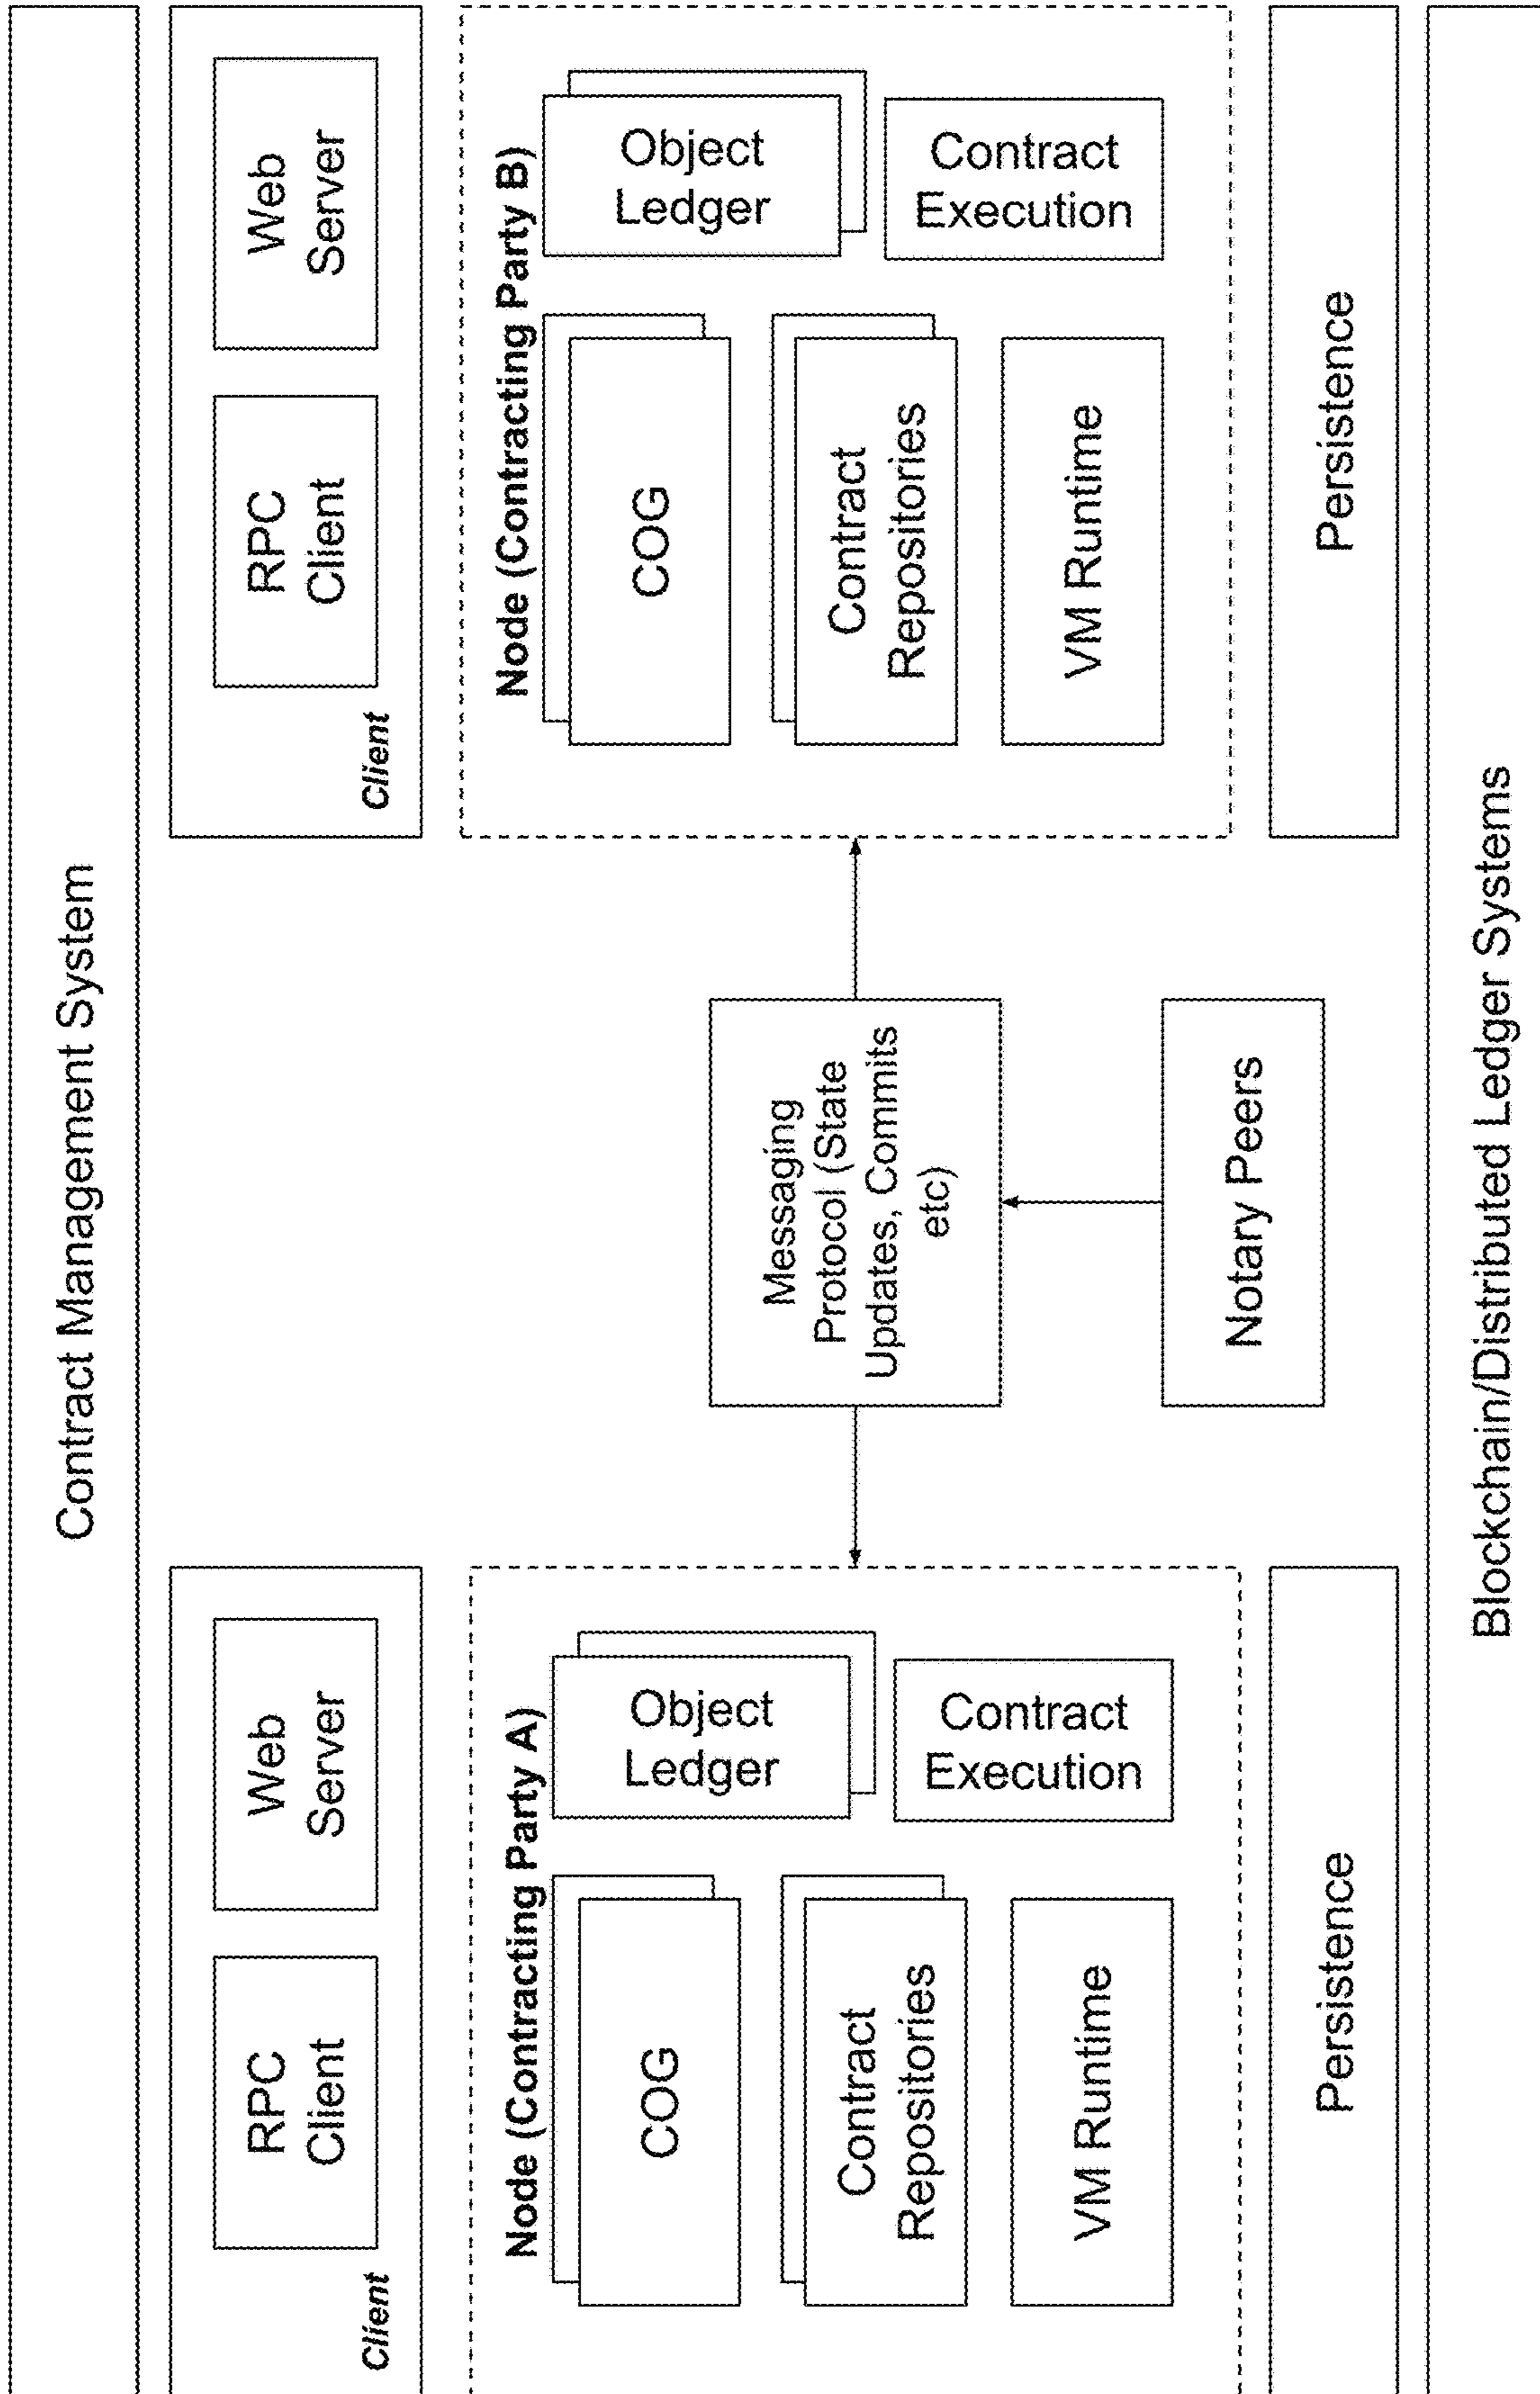 Contract Management System
RPC
Client
Web
Server
Client
RPC
Client
Web
Server
Client
Node (Contracting Party A)
COG
Object
Ledger
Contract
Repositories
Contract
Execution
VM Runtime
Messaging
Protocol (State
Updates, Commits
etc)
Notary Peers
Node (Contracting Party B)
COG
Object
Ledger
Contract
Repositories
Contract
Execution
VM Runtime
Persistence
Persistence
Blockchain/Distributed Ledger Systems